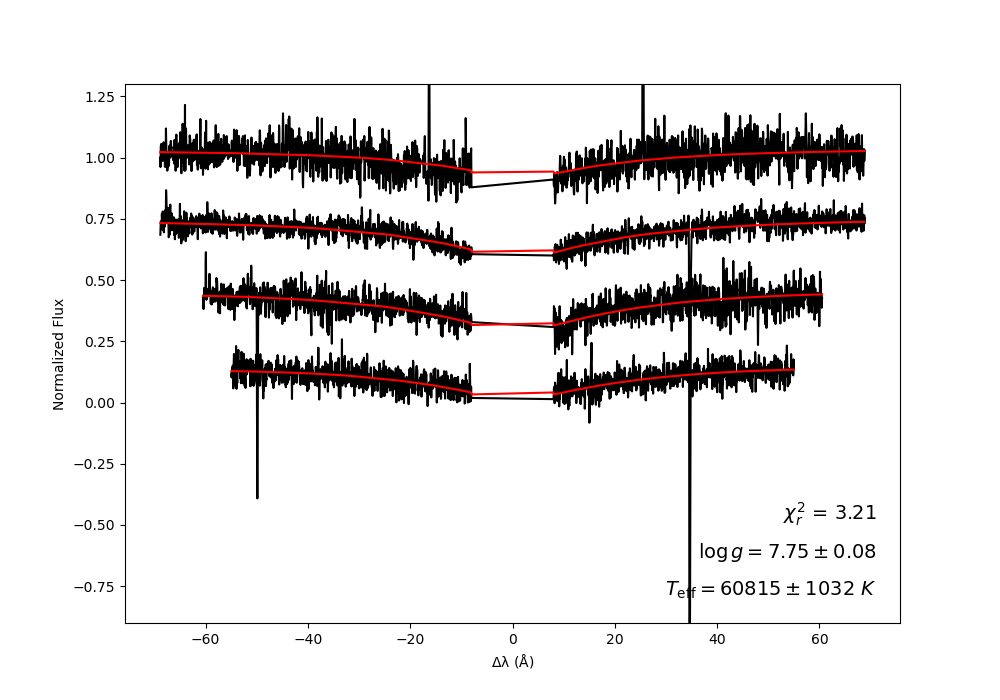 1.25
1.00
0.75
0.50
0.25
0.00
−0.25
−0.50
−0.75
Normalized Flux
χ²ᵣ = 3.21
log g = 7.75 ± 0.08
T_eff = 60815 ± 1032 K
−60 −40 −20 0 20 40 60
Δλ (Å)